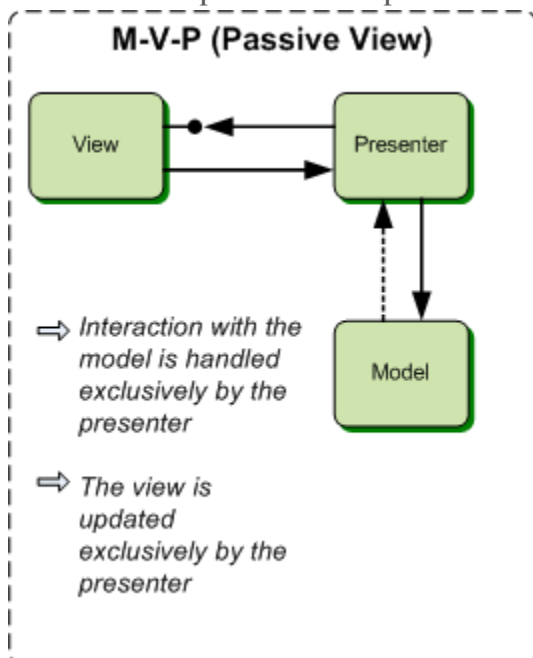 M-V-P (Passive View)
View
Presenter
Interaction with the
model is handled
exclusively by the
presenter
Model
The view is
updated
exclusively by the
presenter